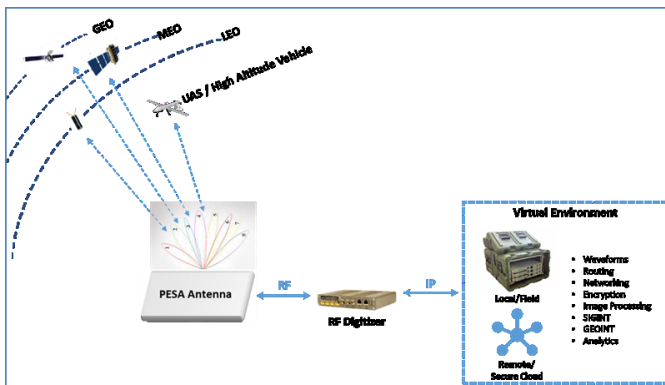 GEO
MEO
LEO
UAS / High Altitude Vehicle
PESA Antenna
RF
RF Digitizer
IP
Virtual Environment
Local/Field
Remote/
Secure Cloud
• Waveforms
• Routing
• Networking
• Encryption
• Image Processing
• SIGINT
• GEOINT
• Analytics